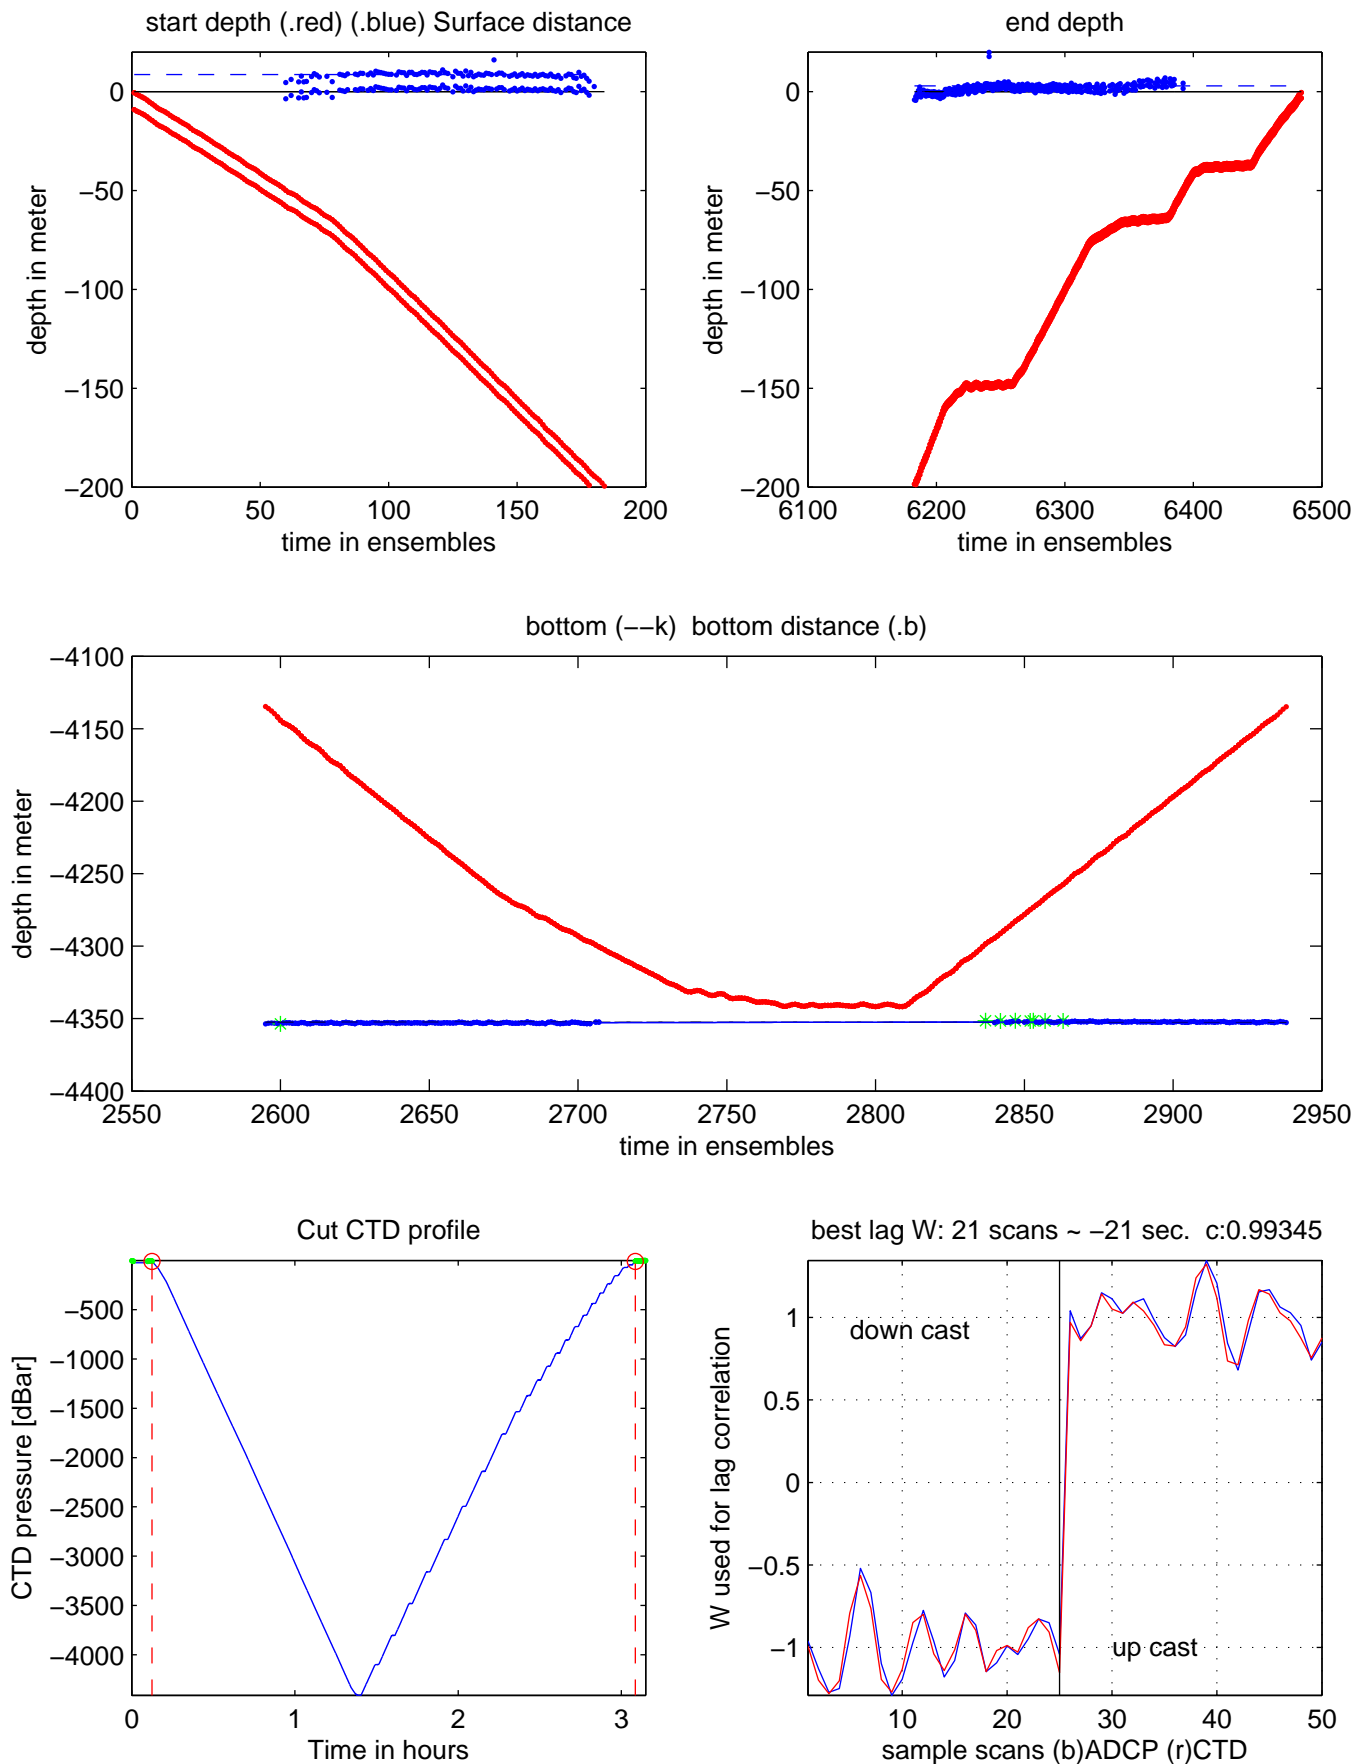 start depth (.red) (.blue) Surface distance
0
−50
−100
−150
−200
depth in meter
0 50 100 150 200
time in ensembles
end depth
0
−50
−100
−150
−200
depth in meter
6100 6200 6300 6400 6500
time in ensembles
bottom (−−k) bottom distance (.b)
−4100
−4150
−4200
−4250
−4300
−4350
−4400
depth in meter
2550 2600 2650 2700 2750 2800 2850 2900 2950
time in ensembles
Cut CTD profile
−500
−1000
−1500
−2000
−2500
−3000
−3500
−4000
CTD pressure [dBar]
0 1 2 3
Time in hours
best lag W: 21 scans ~ −21 sec. c:0.99345
1
0.5
0
−0.5
−1
W used for lag correlation
down cast
up cast
10 20 30 40 50
sample scans (b)ADCP (r)CTD